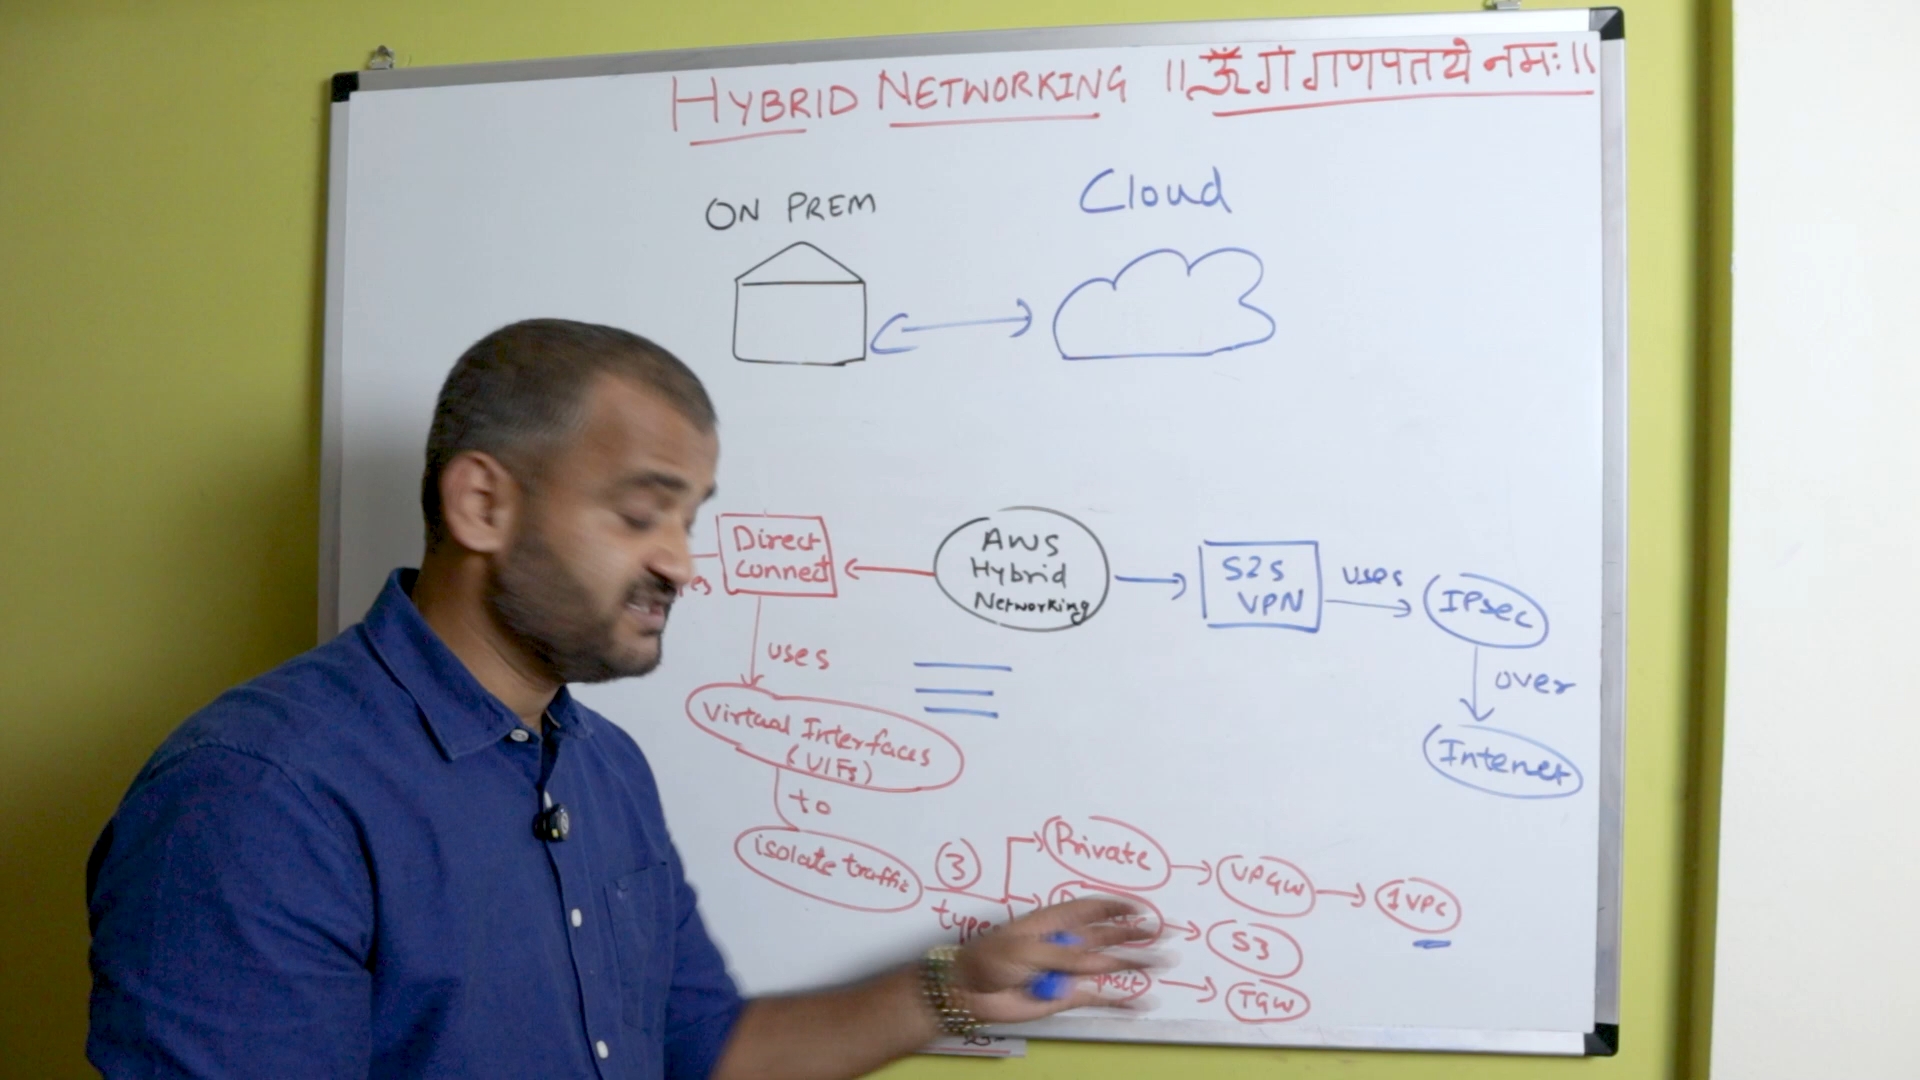 HYBRID NETWORKING ॥ ॐ गं गणपतये नमः ॥
ON PREM
Cloud
Direct
Connect
AWS
Hybrid
Networking
S2S
VPN
uses
IPsec
over
Internet
uses
Virtual Interfaces
(VIFs)
to
isolate traffic
3
Private
VPGW
1VPC
S3
TGW